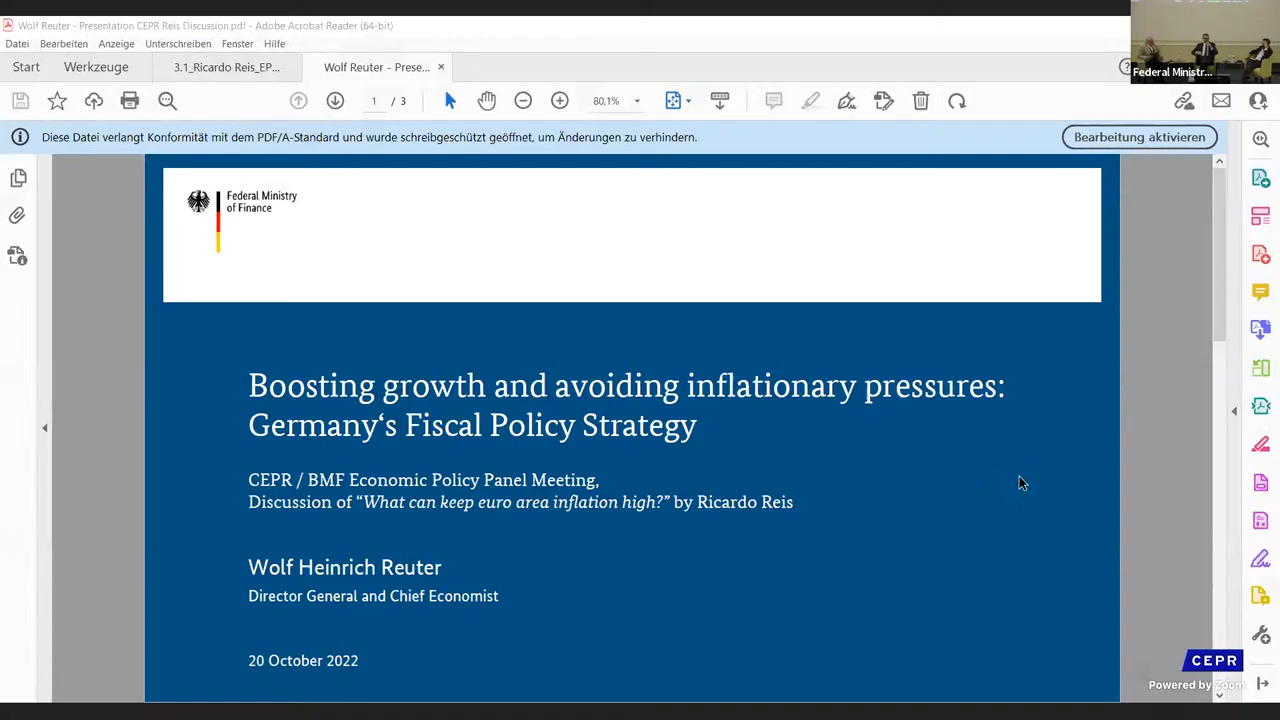 Wolf Reuter - Presentation CEPR Reis Discussion.pdf - Adobe Acrobat Reader (64-bit)
Datei Bearbeiten Anzeige Unterschreiben Fenster Hilfe
Start Werkzeuge 3.1_Ricardo Reis_EP... Wolf Reuter - Prese... ×
Federal Ministr...
1 / 3 80,1%
Diese Datei verlangt Konformität mit dem PDF/A-Standard und wurde schreibgeschützt geöffnet, um Änderungen zu verhindern.
Bearbeitung aktivieren
Federal Ministry
of Finance
Boosting growth and avoiding inflationary pressures:
Germany‘s Fiscal Policy Strategy
CEPR / BMF Economic Policy Panel Meeting,
Discussion of “What can keep euro area inflation high?” by Ricardo Reis
Wolf Heinrich Reuter
Director General and Chief Economist
20 October 2022
CEPR
Powered by Zoom